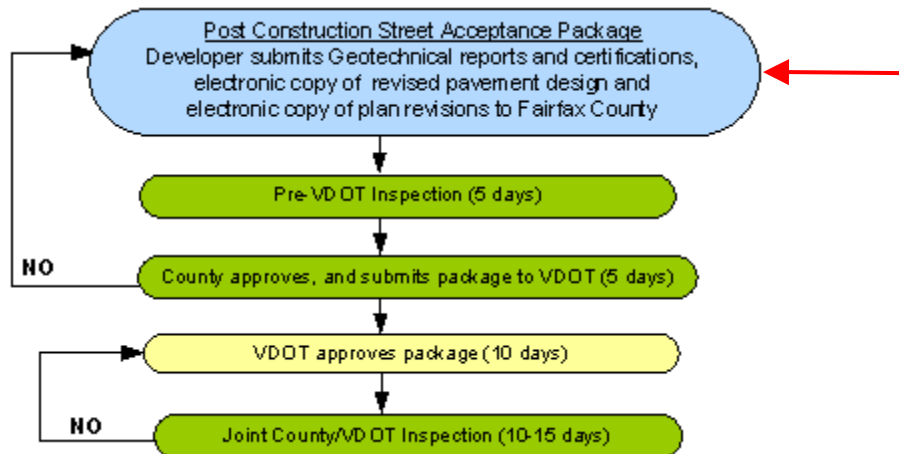 Post Construction Street Acceptance Package
Developer submits Geotechnical reports and certifications,
electronic copy of revised pavement design and
electronic copy of plan revisions to Fairfax County
Pre-VDOT Inspection (5 days)
NO
County approves, and submits package to VDOT (5 days)
VDOT approves package (10 days)
NO
Joint County/VDOT Inspection (10-15 days)